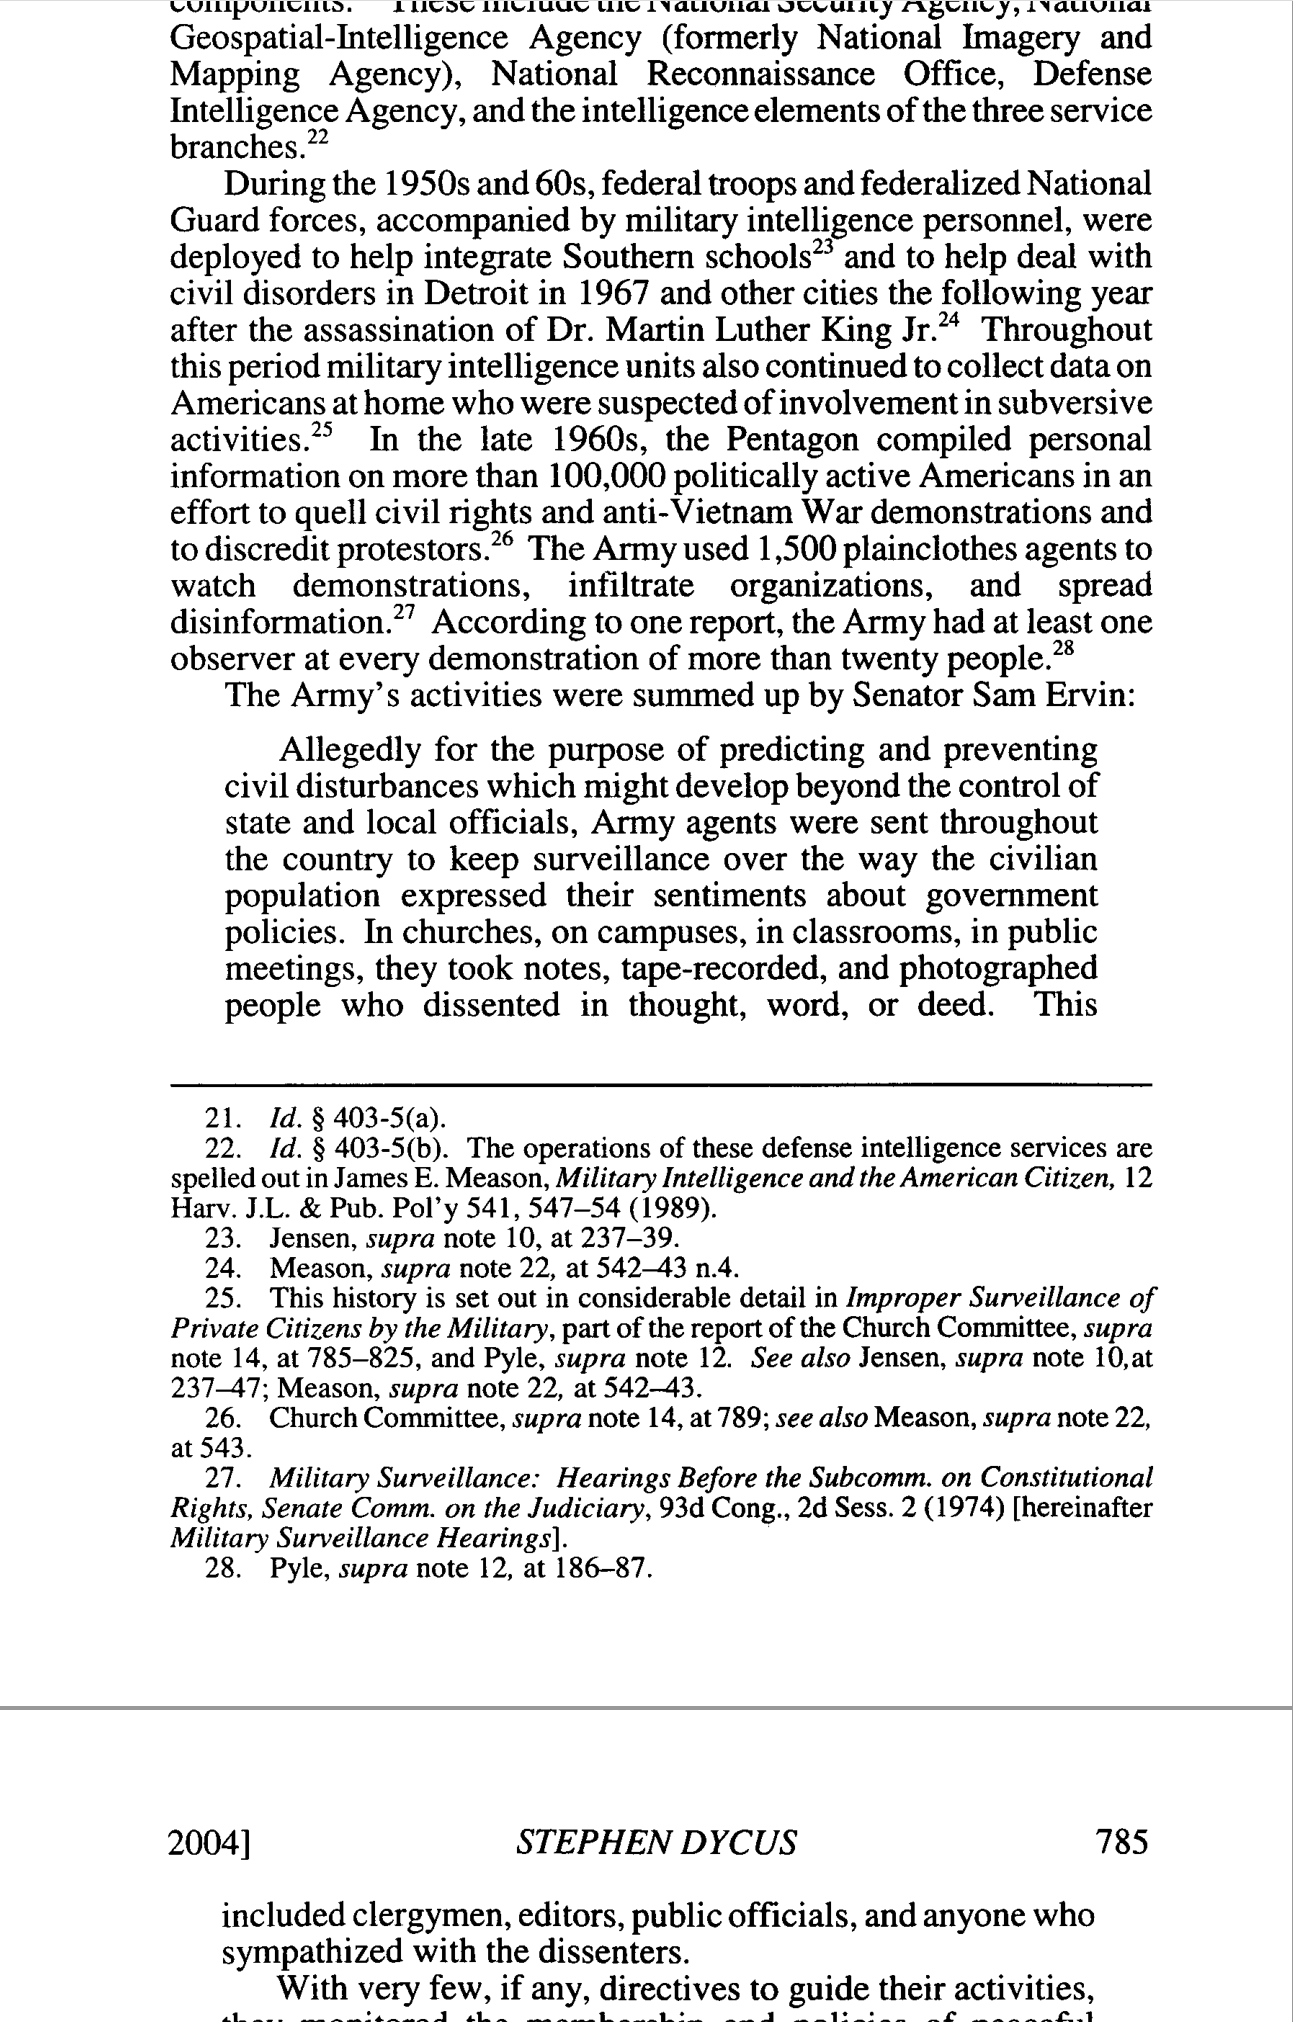 components. These include the National Security Agency, National
Geospatial-Intelligence Agency (formerly National Imagery and
Mapping Agency), National Reconnaissance Office, Defense
Intelligence Agency, and the intelligence elements of the three service
branches.22
During the 1950s and 60s, federal troops and federalized National
Guard forces, accompanied by military intelligence personnel, were
deployed to help integrate Southern schools23 and to help deal with
civil disorders in Detroit in 1967 and other cities the following year
after the assassination of Dr. Martin Luther King Jr.24 Throughout
this period military intelligence units also continued to collect data on
Americans at home who were suspected of involvement in subversive
activities.25 In the late 1960s, the Pentagon compiled personal
information on more than 100,000 politically active Americans in an
effort to quell civil rights and anti-Vietnam War demonstrations and
to discredit protestors.26 The Army used 1,500 plainclothes agents to
watch demonstrations, infiltrate organizations, and spread
disinformation.27 According to one report, the Army had at least one
observer at every demonstration of more than twenty people.28
The Army's activities were summed up by Senator Sam Ervin:
Allegedly for the purpose of predicting and preventing
civil disturbances which might develop beyond the control of
state and local officials, Army agents were sent throughout
the country to keep surveillance over the way the civilian
population expressed their sentiments about government
policies. In churches, on campuses, in classrooms, in public
meetings, they took notes, tape-recorded, and photographed
people who dissented in thought, word, or deed. This
21. Id. § 403-5(a).
22. Id. § 403-5(b). The operations of these defense intelligence services are
spelled out in James E. Meason, Military Intelligence and the American Citizen, 12
Harv. J.L. & Pub. Pol'y 541, 547–54 (1989).
23. Jensen, supra note 10, at 237–39.
24. Meason, supra note 22, at 542–43 n.4.
25. This history is set out in considerable detail in Improper Surveillance of
Private Citizens by the Military, part of the report of the Church Committee, supra
note 14, at 785–825, and Pyle, supra note 12. See also Jensen, supra note 10,at
237–47; Meason, supra note 22, at 542–43.
26. Church Committee, supra note 14, at 789; see also Meason, supra note 22,
at 543.
27. Military Surveillance: Hearings Before the Subcomm. on Constitutional
Rights, Senate Comm. on the Judiciary, 93d Cong., 2d Sess. 2 (1974) [hereinafter
Military Surveillance Hearings].
28. Pyle, supra note 12, at 186–87.
2004] STEPHEN DYCUS 785
included clergymen, editors, public officials, and anyone who
sympathized with the dissenters.
With very few, if any, directives to guide their activities,
they monitored the membership and policies of peaceful